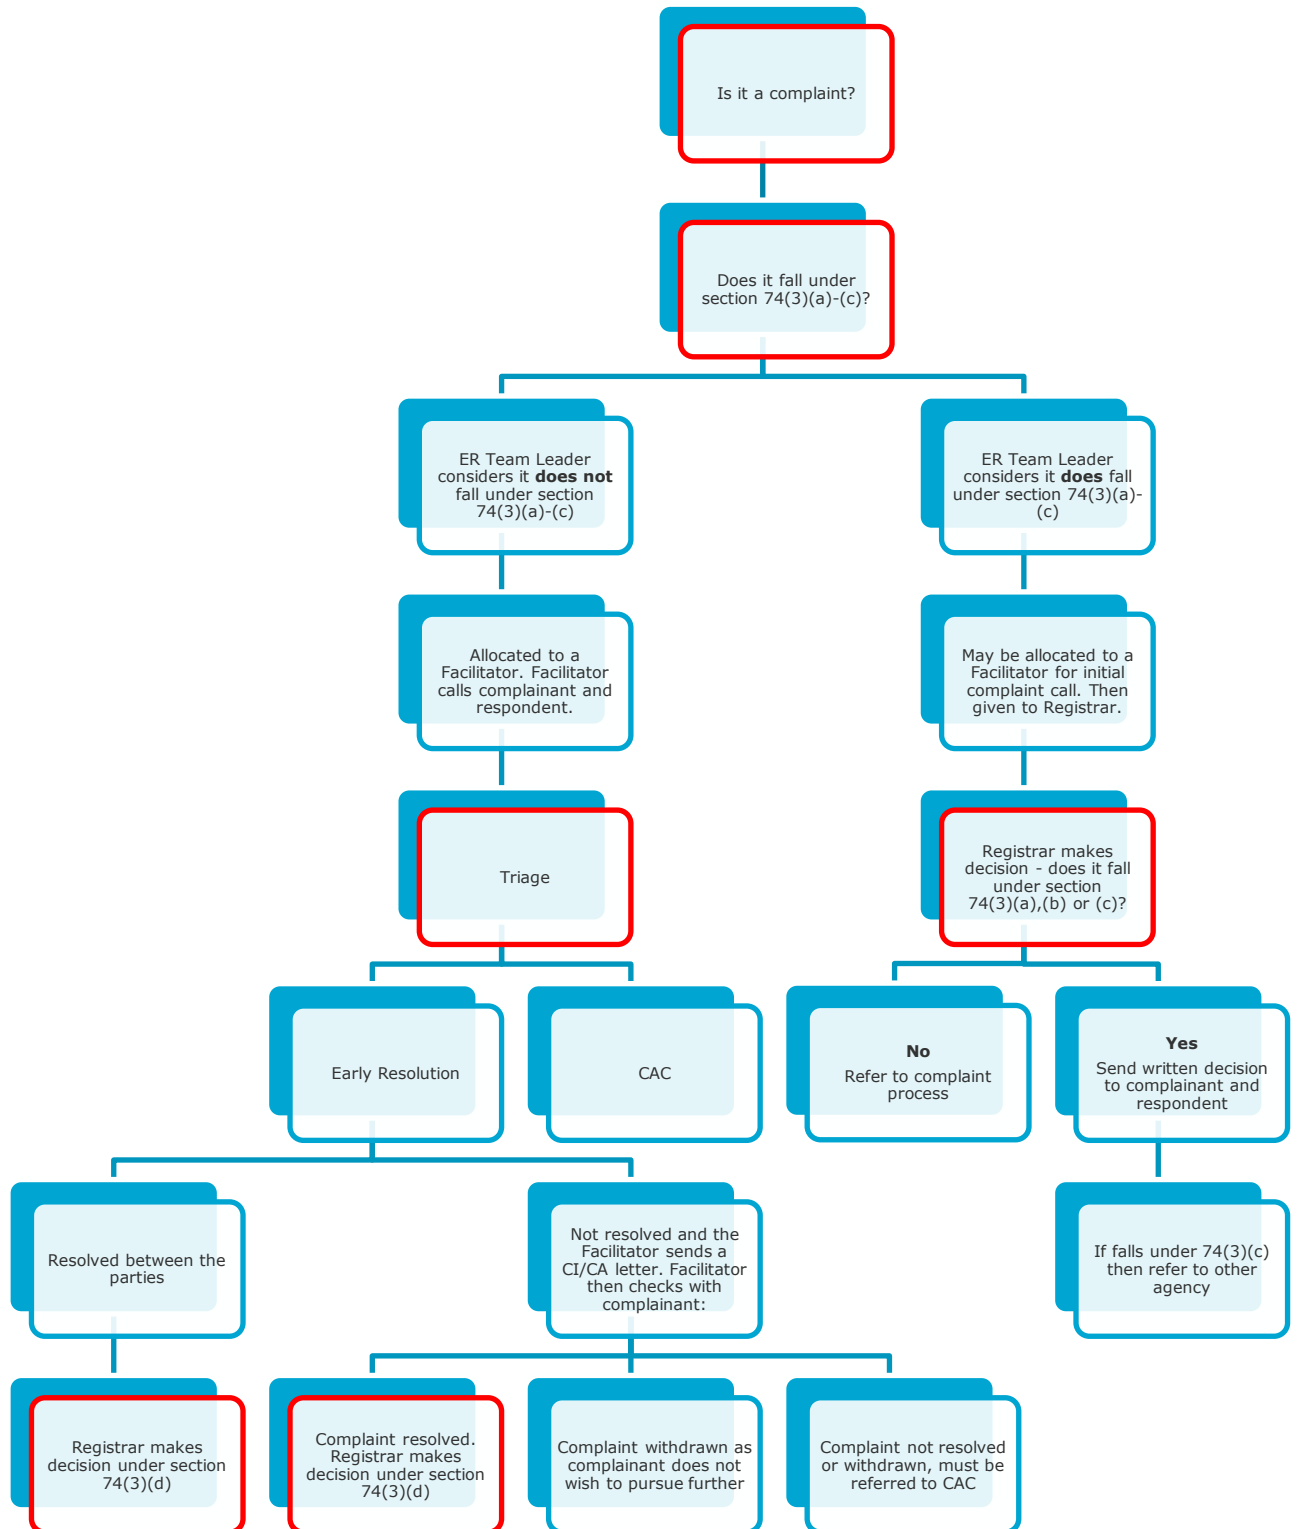 Is it a complaint?
Does it fall under
section 74(3)(a)-(c)?
ER Team Leader
considers it does not
fall under section
74(3)(a)-(c)
ER Team Leader
considers it does fall
under section 74(3)(a)-
(c)
Allocated to a
Facilitator. Facilitator
calls complainant and
respondent.
May be allocated to a
Facilitator for initial
complaint call. Then
given to Registrar.
Triage
Registrar makes
decision - does it fall
under section
74(3)(a),(b) or (c)?
Early Resolution
CAC
No
Refer to complaint
process
Yes
Send written decision
to complainant and
respondent
Resolved between the
parties
Not resolved and the
Facilitator sends a
CI/CA letter. Facilitator
then checks with
complainant:
If falls under 74(3)(c)
then refer to other
agency
Registrar makes
decision under section
74(3)(d)
Complaint resolved.
Registrar makes
decision under section
74(3)(d)
Complaint withdrawn as
complainant does not
wish to pursue further
Complaint not resolved
or withdrawn, must be
referred to CAC